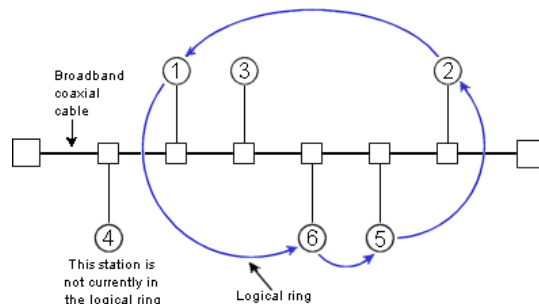 1
3
2
Broadband
coaxial
cable
4
6
5
This station is
not currently in
the logical ring
Logical ring